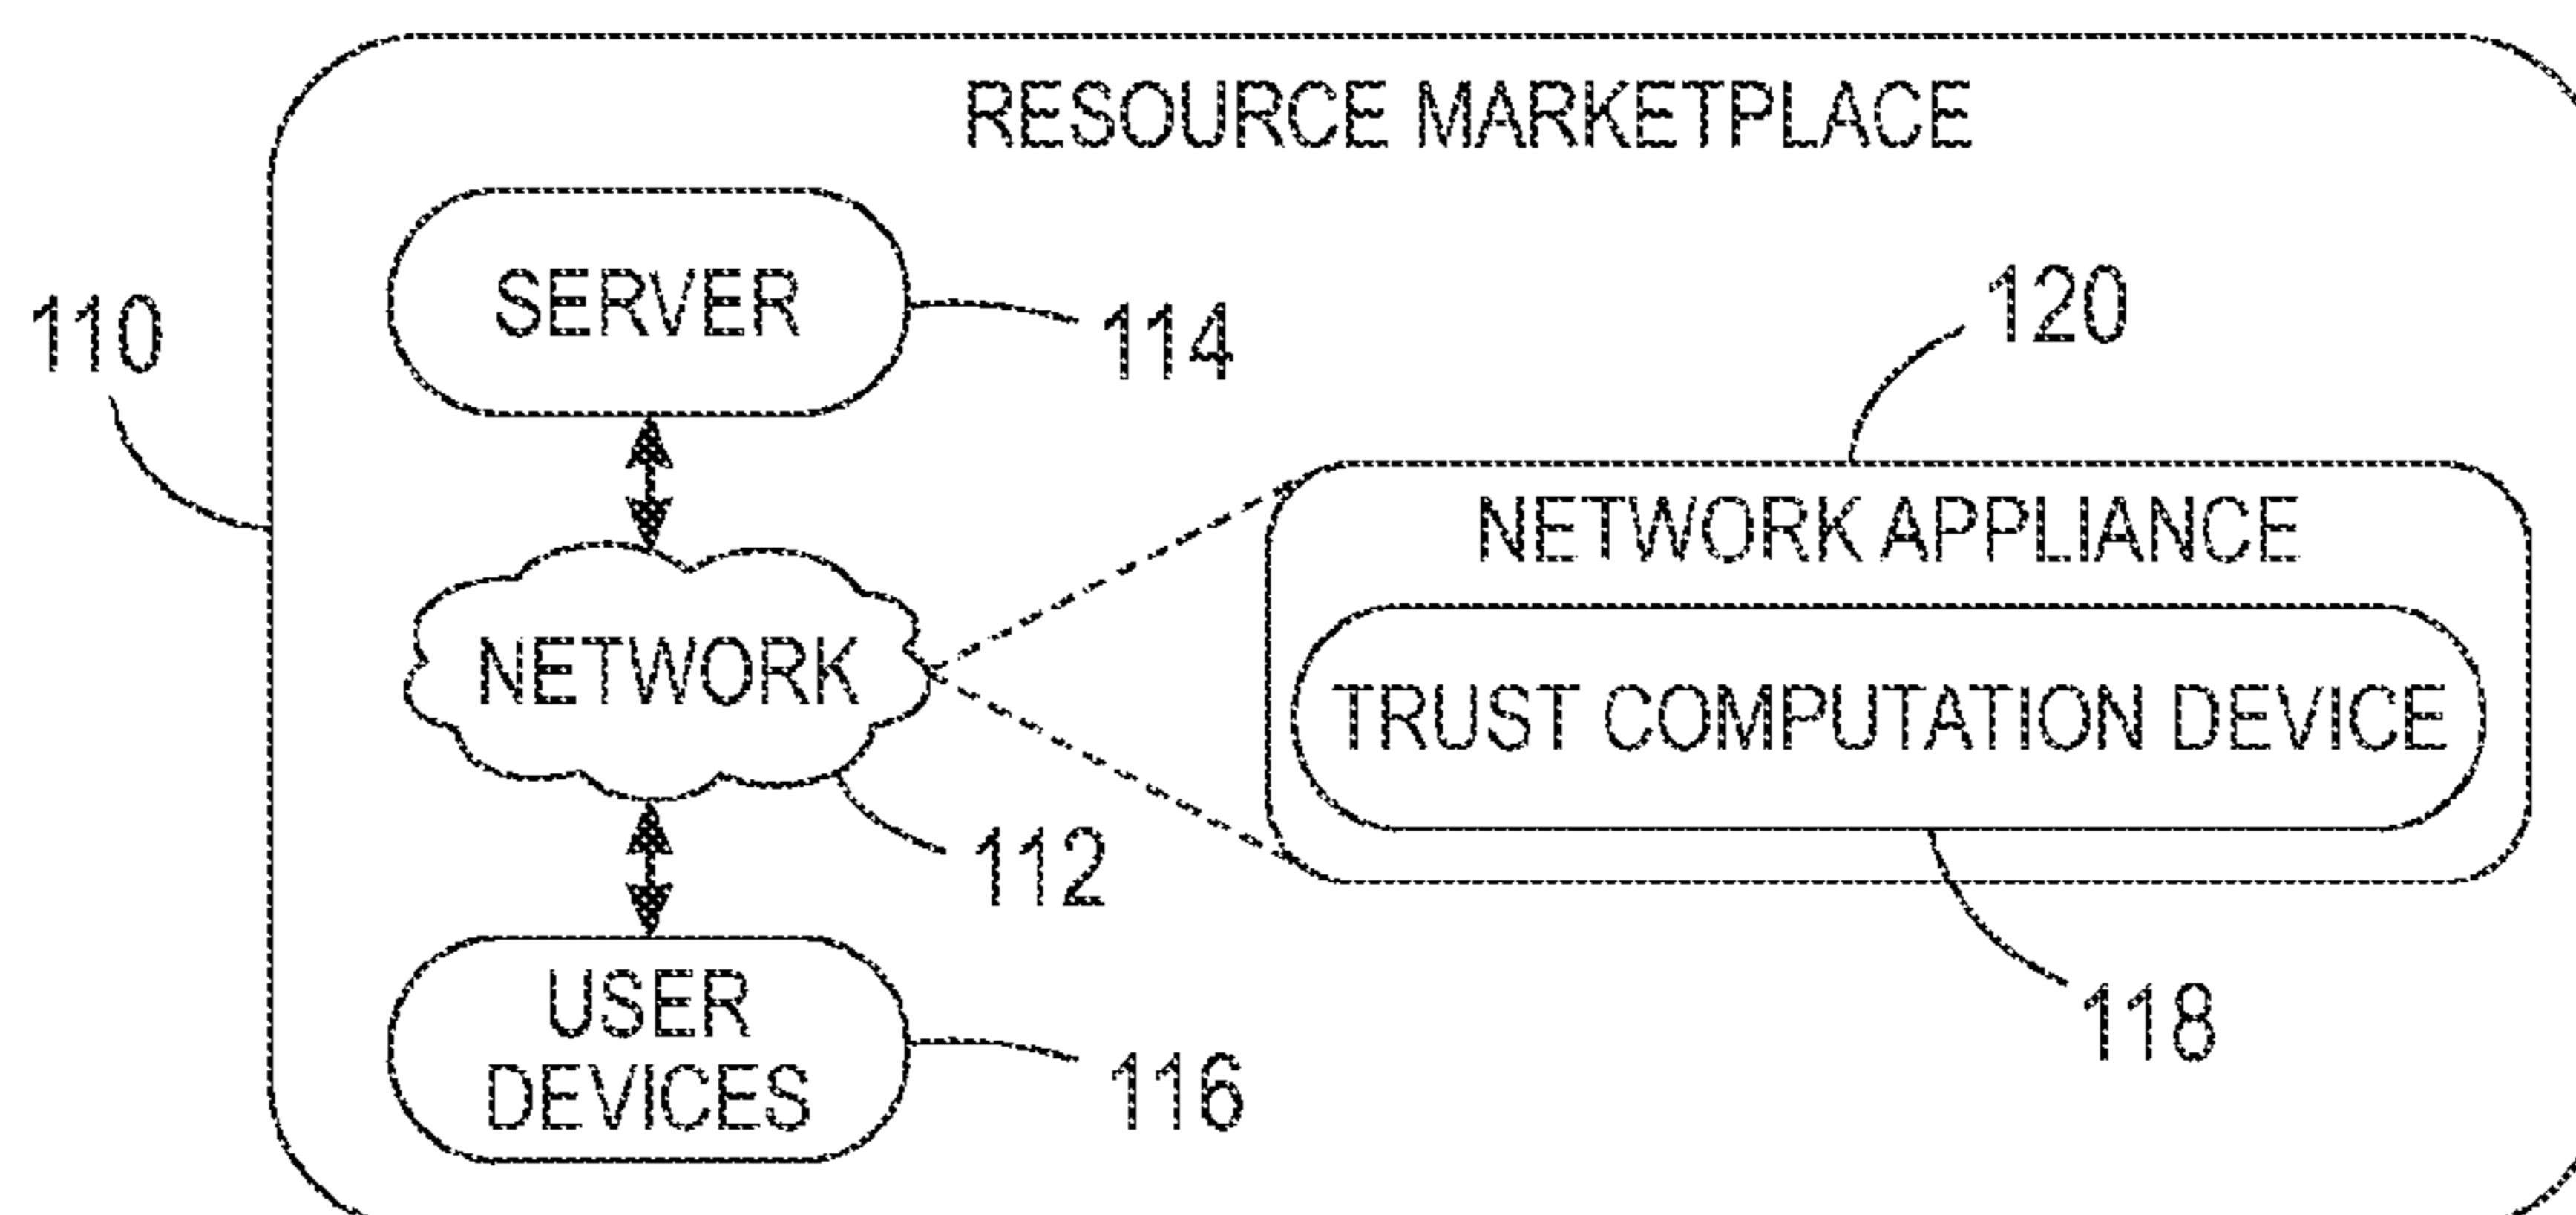 RESOURCE MARKETPLACE
SERVER
110
114
120
NETWORK APPLIANCE
NETWORK
TRUST COMPUTATION DEVICE
112
USER
DEVICES
116
118